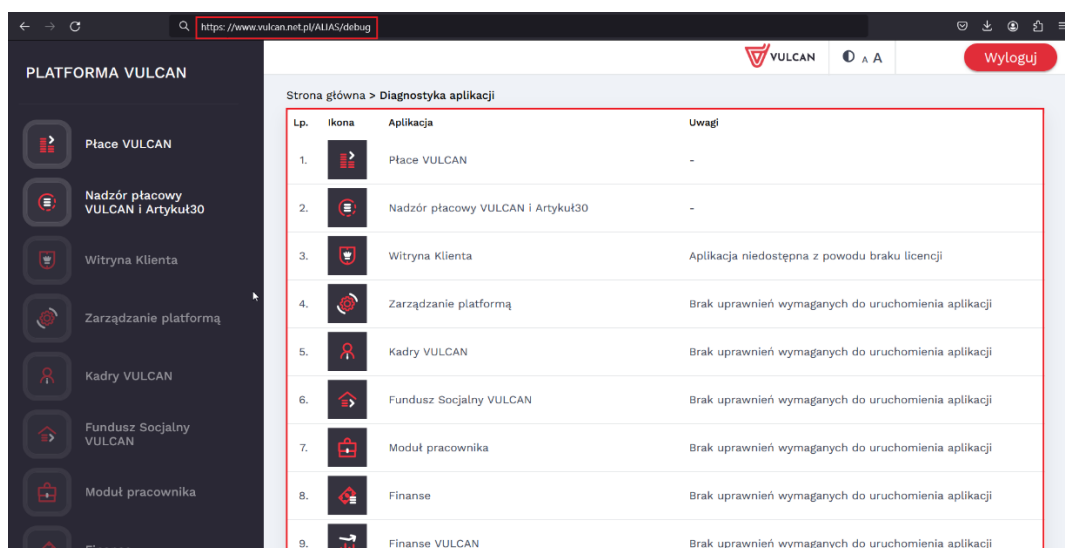 https: //www.vulcan.net.pl/ALIAS/debug
PLATFORMA VULCAN
Płace VULCAN
Nadzór płacowy
VULCAN i Artykuł30
Witryna Klienta
Zarządzanie platformą
Kadry VULCAN
Fundusz Socjalny
VULCAN
Moduł pracownika
Finanse
VULCAN
A A
Wyloguj
Strona główna > Diagnostyka aplikacji
Lp. Ikona Aplikacja Uwagi
1. Płace VULCAN -
2. Nadzór płacowy VULCAN i Artykuł30 -
3. Witryna Klienta Aplikacja niedostępna z powodu braku licencji
4. Zarządzanie platformą Brak uprawnień wymaganych do uruchomienia aplikacji
5. Kadry VULCAN Brak uprawnień wymaganych do uruchomienia aplikacji
6. Fundusz Socjalny VULCAN Brak uprawnień wymaganych do uruchomienia aplikacji
7. Moduł pracownika Brak uprawnień wymaganych do uruchomienia aplikacji
8. Finanse Brak uprawnień wymaganych do uruchomienia aplikacji
9. Finanse VULCAN Brak uprawnień wymaganych do uruchomienia aplikacji